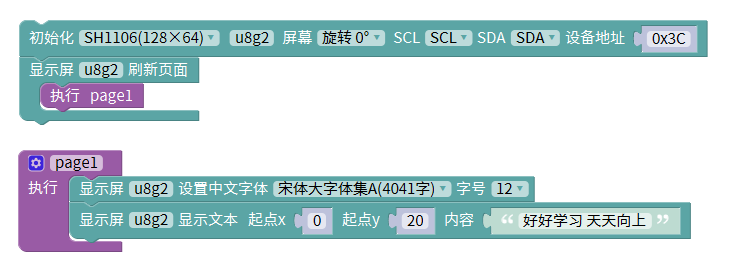 初始化 SH1106(128×64) u8g2 屏幕 旋转 0° SCL SCL SDA SDA 设备地址 0x3C
显示屏 u8g2 刷新页面
执行 page1
page1
执行 显示屏 u8g2 设置中文字体 宋体大字体集A(4041字) 字号 12
显示屏 u8g2 显示文本 起点x 0 起点y 20 内容 “ 好好学习 天天向上 ”